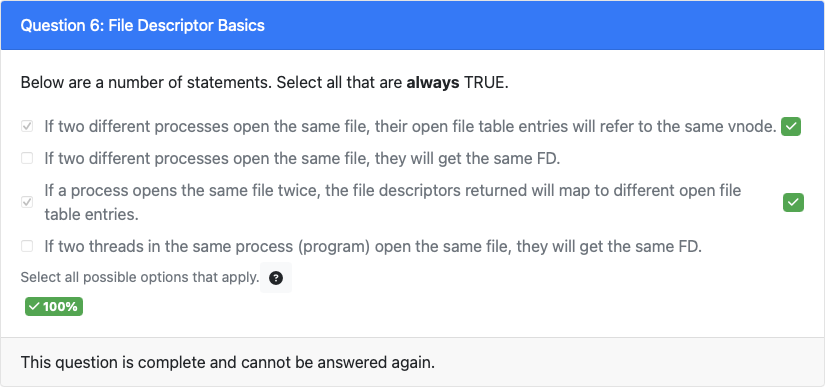 Question 6: File Descriptor Basics
Below are a number of statements. Select all that are always TRUE.
If two different processes open the same file, their open file table entries will refer to the same vnode.
If two different processes open the same file, they will get the same FD.
If a process opens the same file twice, the file descriptors returned will map to different open file
table entries.
If two threads in the same process (program) open the same file, they will get the same FD.
Select all possible options that apply. ?
100%
This question is complete and cannot be answered again.